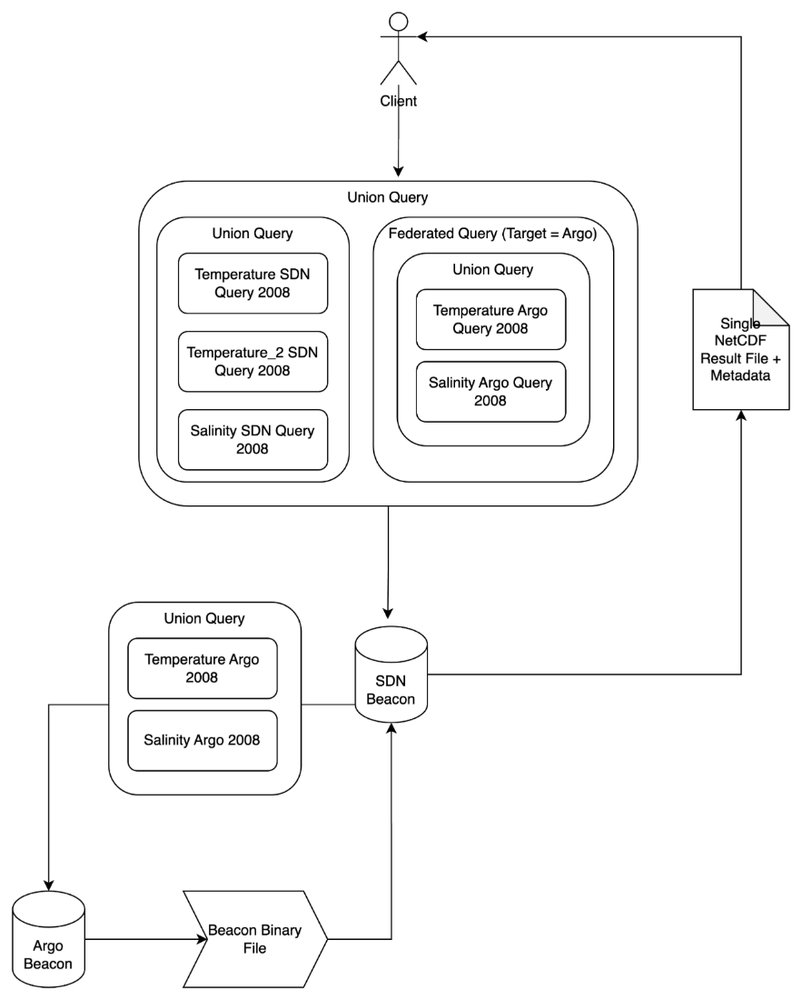 Client
Union Query
Union Query
Temperature SDN
Query 2008
Temperature_2 SDN
Query 2008
Salinity SDN Query
2008
Federated Query (Target = Argo)
Union Query
Temperature Argo
Query 2008
Salinity Argo Query
2008
Single
NetCDF
Result File +
Metadata
Union Query
Temperature Argo
2008
Salinity Argo 2008
SDN
Beacon
Argo
Beacon
Beacon Binary
File